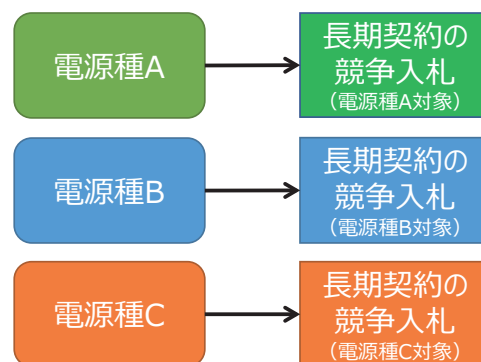 電源種A
長期契約の
競争入札
（電源種A対象）
電源種B
長期契約の
競争入札
（電源種B対象）
電源種C
長期契約の
競争入札
（電源種C対象）